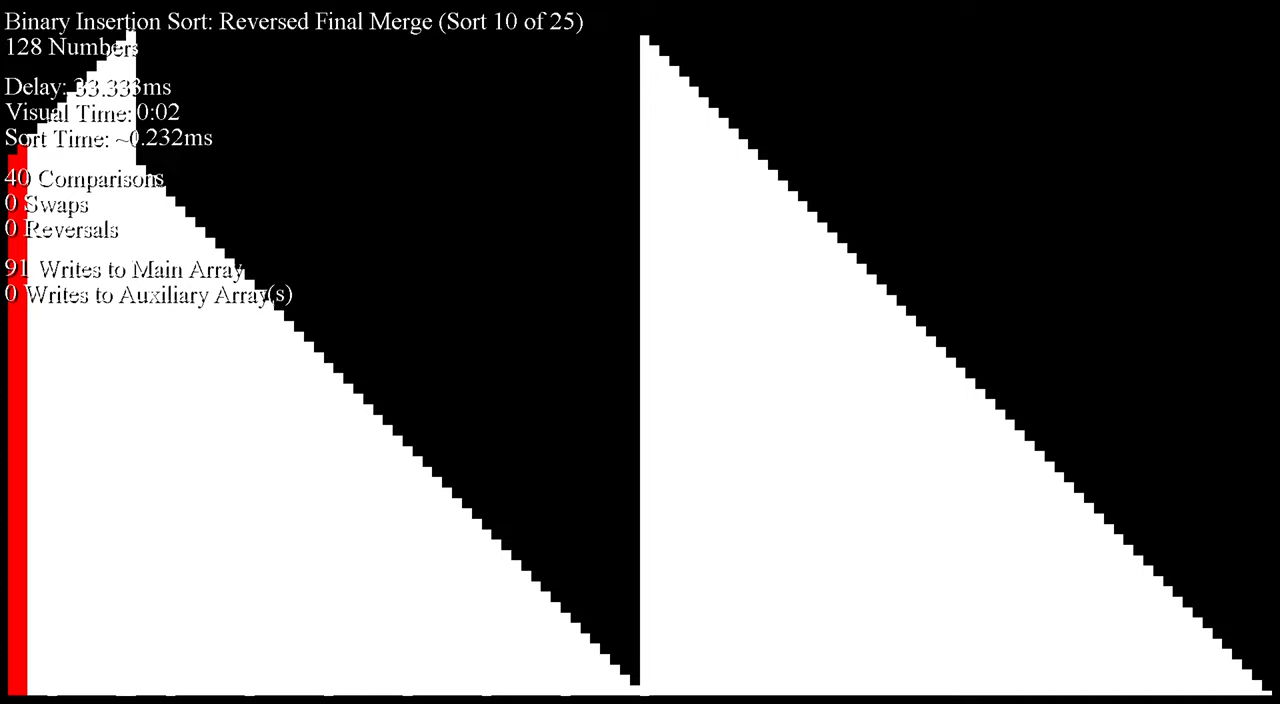 Binary Insertion Sort: Reversed Final Merge (Sort 10 of 25)
128 Numbers
Delay: 33.333ms
Visual Time: 0:02
Sort Time: ~0.232ms
40 Comparisons
0 Swaps
0 Reversals
91 Writes to Main Array
0 Writes to Auxiliary Array(s)